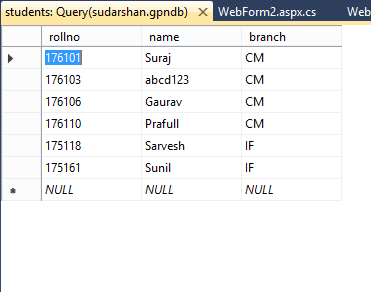 students: Query(sudarshan.gpndb) WebForm2.aspx.cs Web
rollno name branch
176101 Suraj CM
176103 abcd123 CM
176106 Gaurav CM
176110 Prafull CM
175118 Sarvesh IF
175161 Sunil IF
NULL NULL NULL